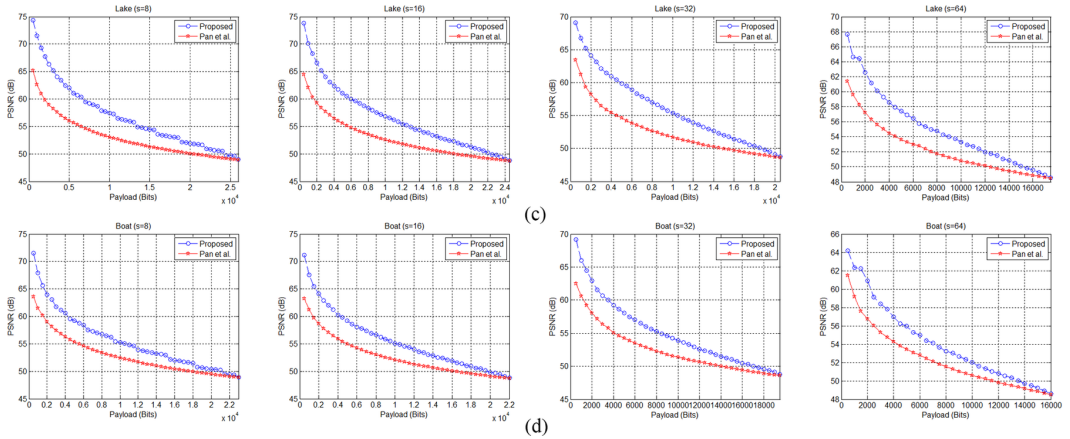 Lake (s=8)
75
70
65
60
55
50
45
PSNR (dB)
0.5
1
1.5
2
2.5
Payload (Bits)
x 10⁴
Proposed
Pan et al.
Lake (s=16)
75
70
65
60
55
50
45
PSNR (dB)
0 0.2 0.4 0.6 0.8 1 1.2 1.4 1.6 1.8 2 2.2 2.4
Payload (Bits)
x 10⁴
Proposed
Pan et al.
Lake (s=32)
70
65
60
55
50
45
PSNR (dB)
0 0.2 0.4 0.6 0.8 1 1.2 1.4 1.6 1.8 2
Payload (Bits)
x 10⁴
Proposed
Pan et al.
Lake (s=64)
70
68
66
64
62
60
58
56
54
52
50
48
PSNR (dB)
0 2000 4000 6000 8000 10000 12000 14000 16000
Payload (Bits)
Proposed
Pan et al.
(c)
Boat (s=8)
75
70
65
60
55
50
45
PSNR (dB)
0 0.2 0.4 0.6 0.8 1 1.2 1.4 1.6 1.8 2 2.2
Payload (Bits)
x 10⁴
Proposed
Pan et al.
Boat (s=16)
75
70
65
60
55
50
45
PSNR (dB)
0 0.2 0.4 0.6 0.8 1 1.2 1.4 1.6 1.8 2 2.2
Payload (Bits)
x 10⁴
Proposed
Pan et al.
Boat (s=32)
70
65
60
55
50
45
PSNR (dB)
0 2000 4000 6000 8000 10000 12000 14000 16000 18000
Payload (Bits)
Proposed
Pan et al.
Boat (s=64)
66
64
62
60
58
56
54
52
50
48
PSNR (dB)
0 2000 4000 6000 8000 10000 12000 14000 16000
Payload (Bits)
Proposed
Pan et al.
(d)